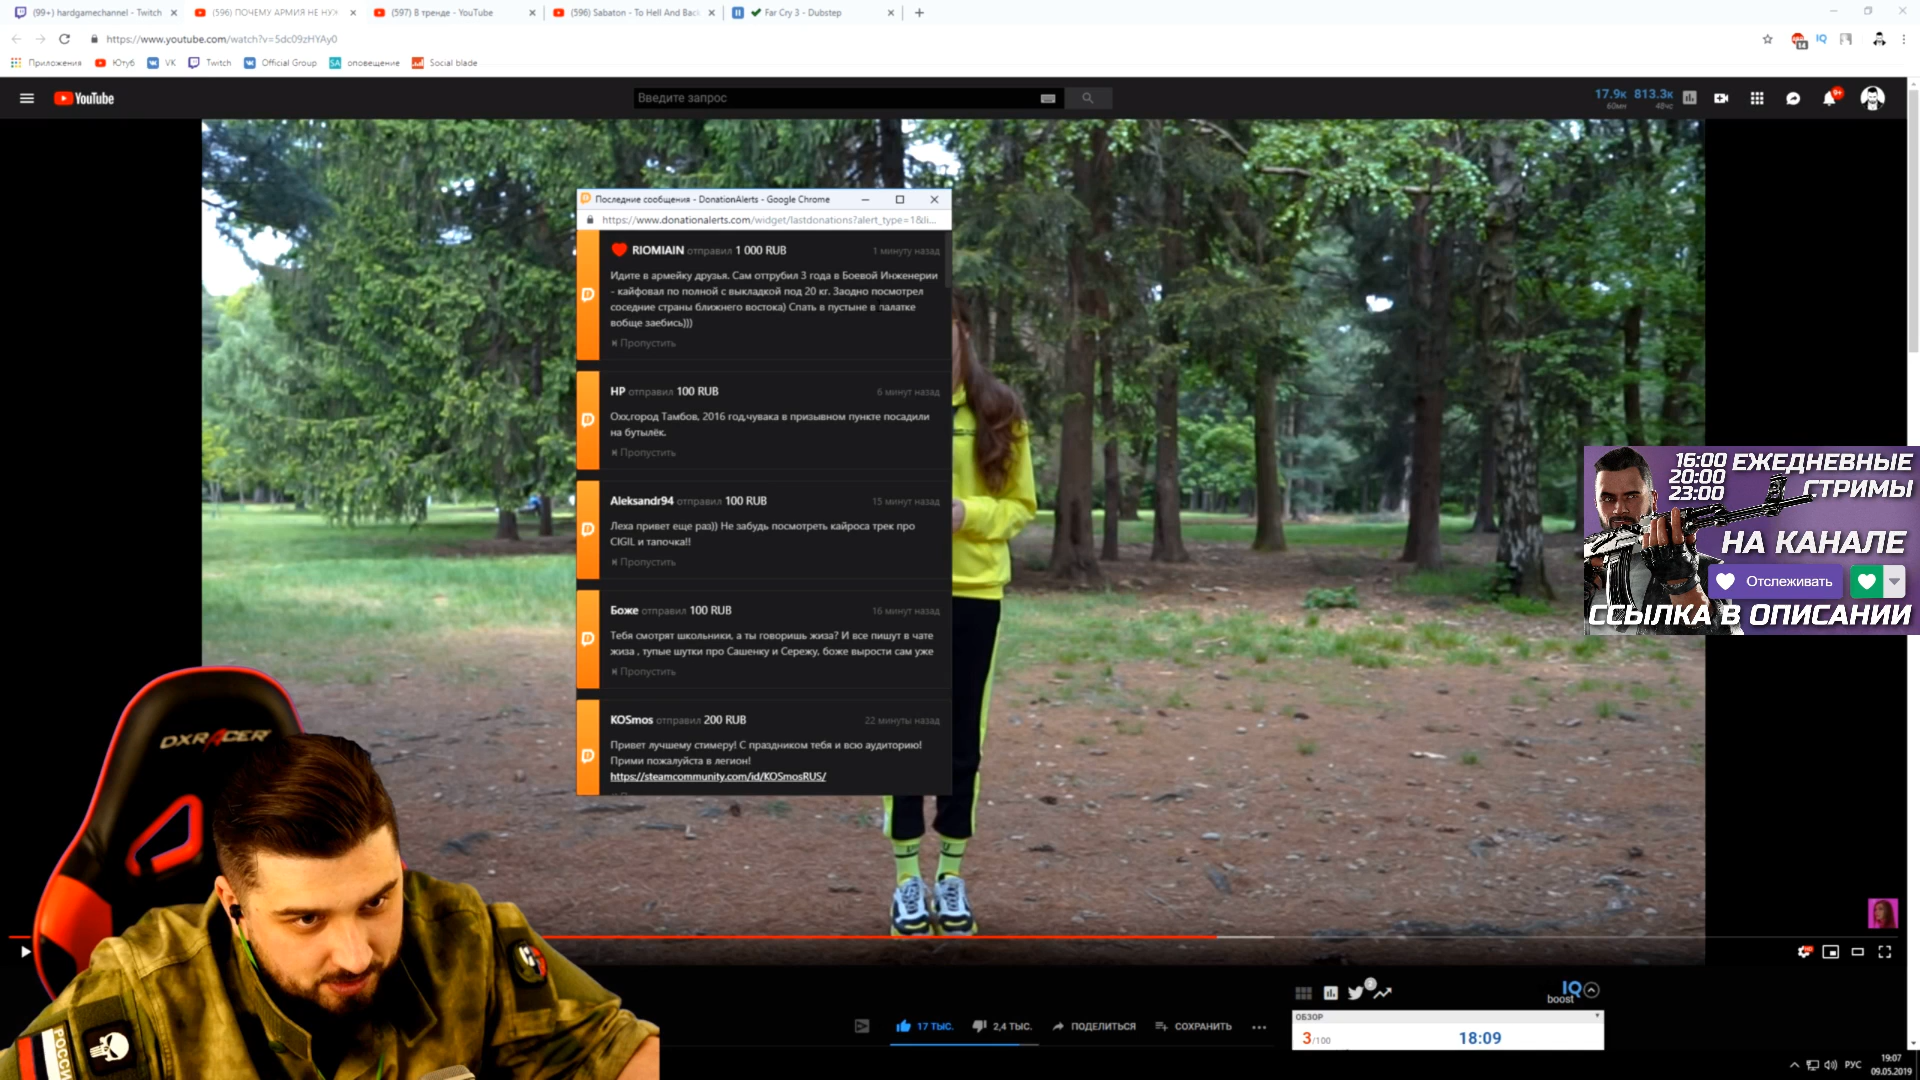 (99+) hardgamechannel - Twitch
(596) ПОЧЕМУ АРМИЯ НЕ НУЖ
(597) В тренде - YouTube
(596) Sabaton - To Hell And Back
Far Cry 3 - Dubstep
https://www.youtube.com/watch?v=5dc09zHYAy0
Приложения
Ютуб
VK
Twitch
Official Group
оповещение
Social blade
YouTube
Введите запрос
17.9к 813.3к
60мн 48чс
9+
Последние сообщения - DonationAlerts - Google Chrome
https://www.donationalerts.com/widget/lastdonations?alert_type=1&li...
RIOMIAIN отправил 1 000 RUB
1 минуту назад
Идите в армейку друзья. Сам оттрубил 3 года в Боевой Инженерии
- кайфовал по полной с выкладкой под 20 кг. Заодно посмотрел
соседние страны ближнего востока) Спать в пустыне в палатке
вобще заебись)))
Пропустить
HP отправил 100 RUB
6 минут назад
Охх,город Тамбов, 2016 год,чувака в призывном пункте посадили
на бутылёк.
Пропустить
Aleksandr94 отправил 100 RUB
15 минут назад
Леха привет еще раз)) Не забудь посмотреть кайроса трек про
CIGIL и тапочка!!
Пропустить
Боже отправил 100 RUB
16 минут назад
Тебя смотрят школьники, а ты говоришь жиза? И все пишут в чате
жиза , тупые шутки про Сашеньку и Сережу, боже вырости сам уже
Пропустить
KOSmos отправил 200 RUB
22 минуты назад
Привет лучшему стимеру! С праздником тебя и всю аудиторию!
Прими пожалуйста в легион!
https://steamcommunity.com/id/KOSmosRUS/
16:00 ЕЖЕДНЕВНЫЕ
20:00 СТРИМЫ
23:00
НА КАНАЛЕ
Отслеживать
ССЫЛКА В ОПИСАНИИ
DXRACER
РОССИЯ
17 ТЫС.
2,4 ТЫС.
ПОДЕЛИТЬСЯ
СОХРАНИТЬ
IQ
boost
ОБЗОР
3/100
18:09
РУС
19:07
09.05.2019